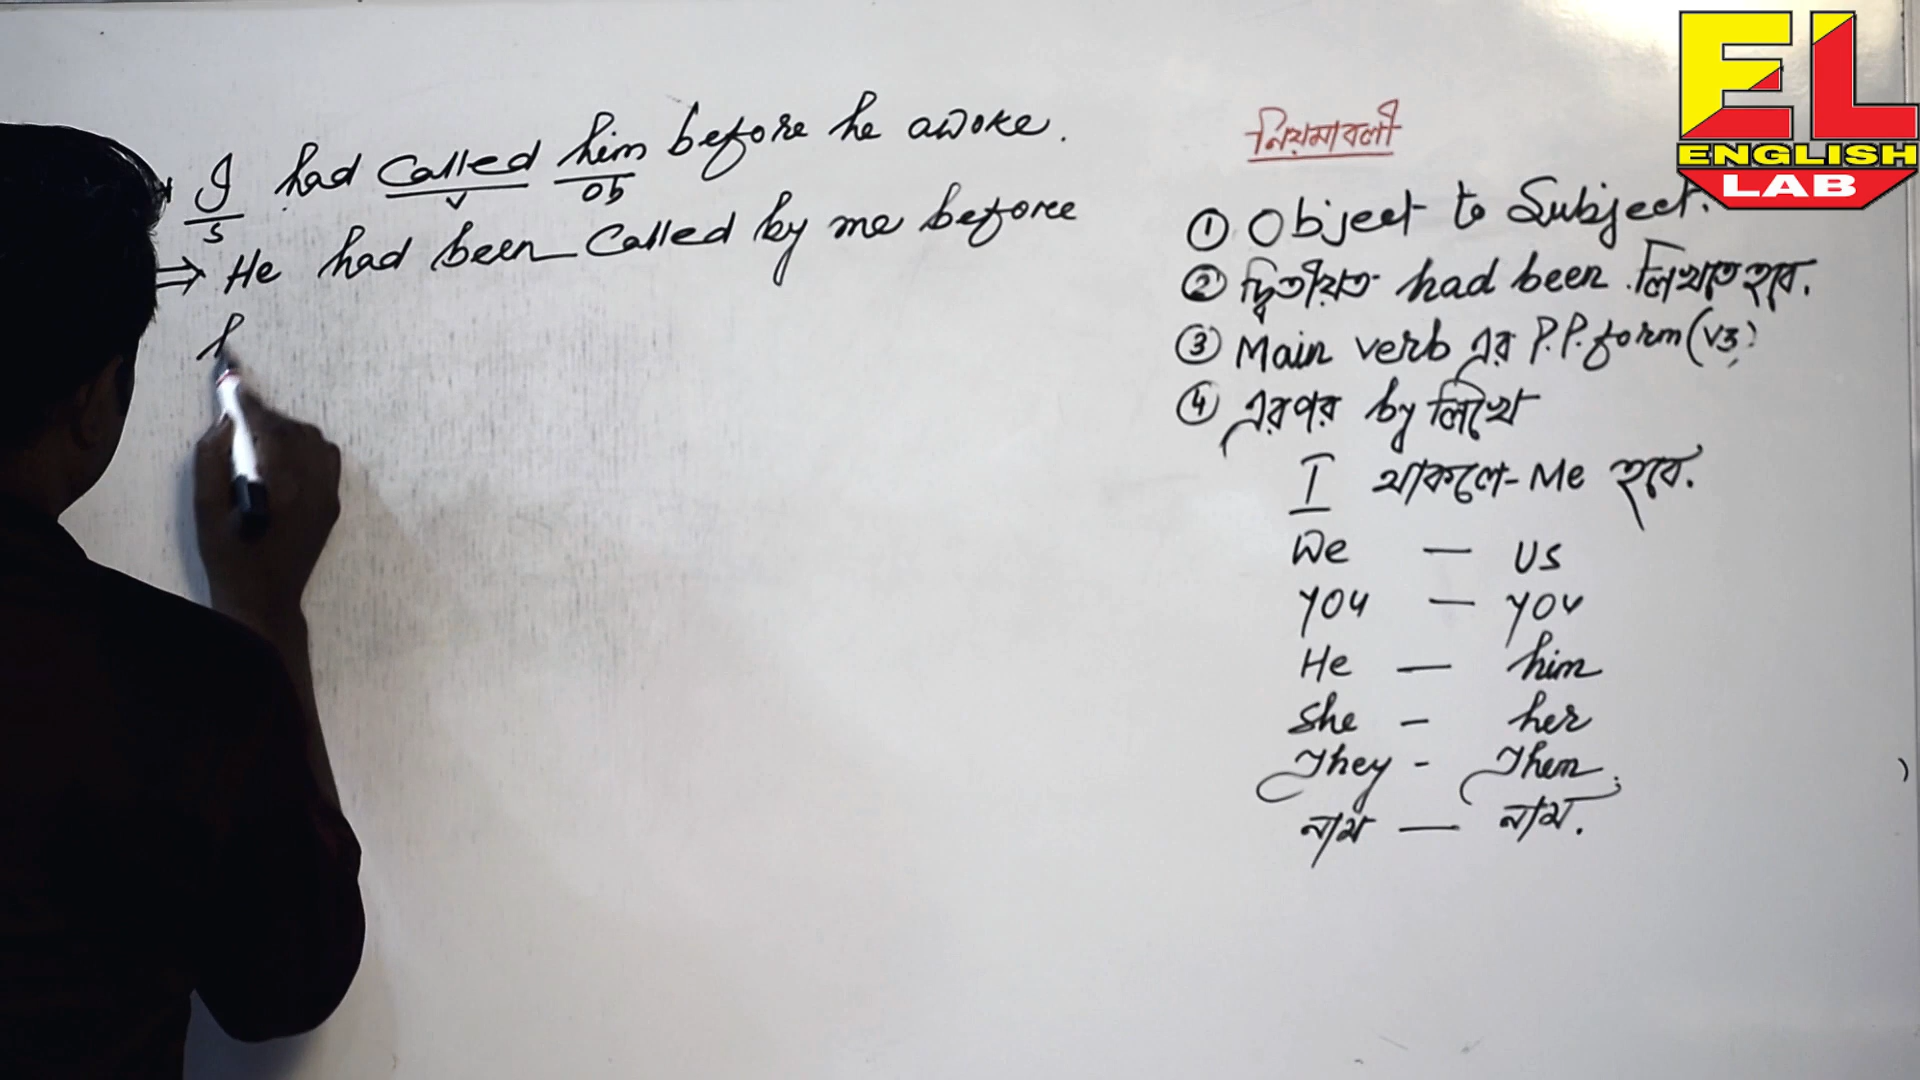 I had called him before he awoke.
S V Ob
⇒ He had been called by me before
h
নিয়মাবলী
① Object to Subject.
② দ্বিতীয়ত had been লিখতে হবে.
③ Main verb এর P.P. form (V3)
④ এরপর by লিখে
I থাকলে - Me হবে.
We — US
you — you
He — him
She - her
They - Them.
নাম — নাম.
EL
ENGLISH
LAB